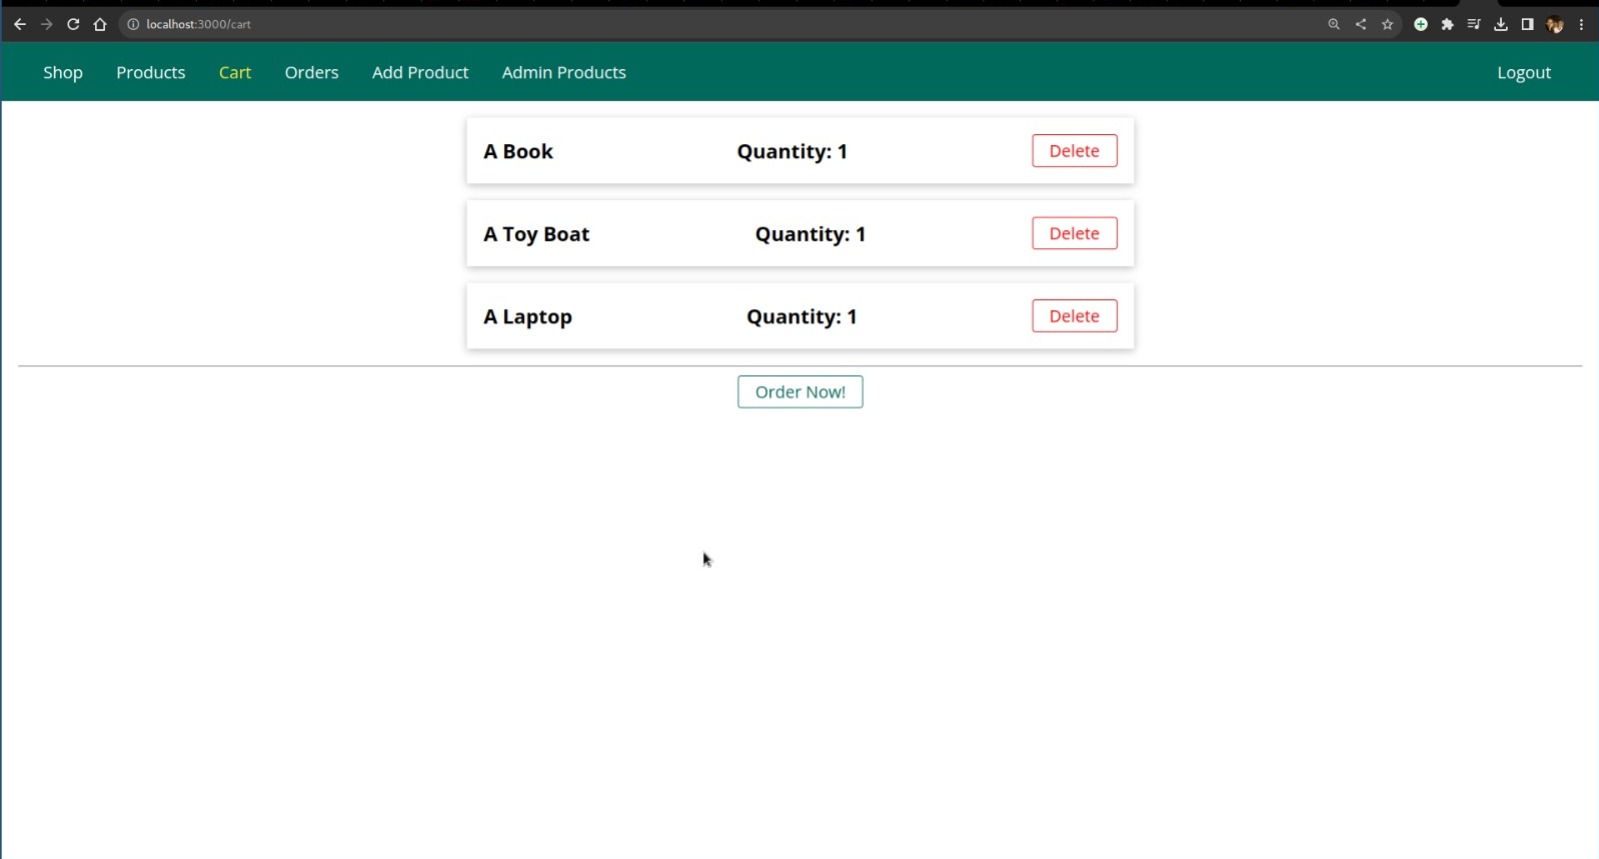 localhost:3000/cart
Shop Products Cart Orders Add Product Admin Products Logout
A Book Quantity: 1 Delete
A Toy Boat Quantity: 1 Delete
A Laptop Quantity: 1 Delete
Order Now!